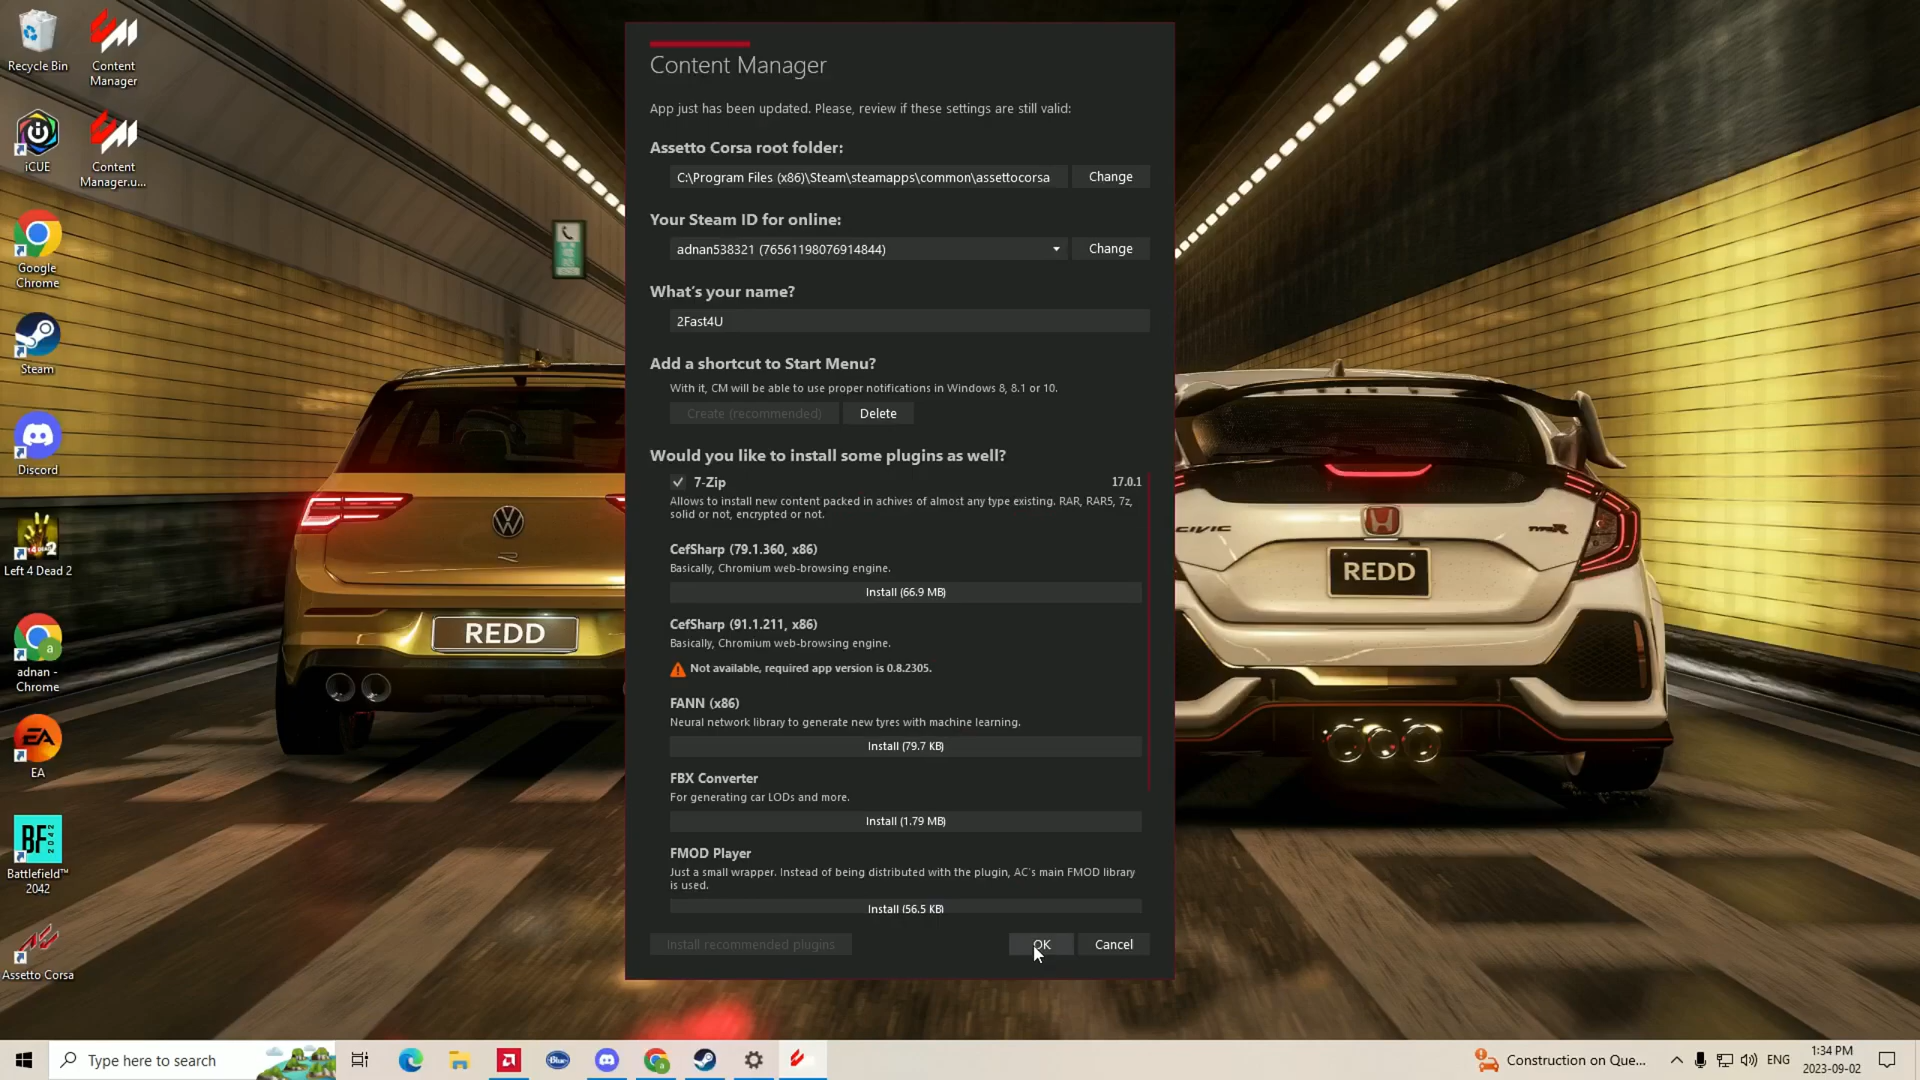 Recycle Bin
Content
Manager
iCUE
Content
Manager.u...
Google
Chrome
Steam
Discord
Left 4 Dead 2
adnan -
Chrome
EA
BF
2042
Battlefield™
2042
Assetto Corsa
Content Manager
App just has been updated. Please, review if these settings are still valid:
Assetto Corsa root folder:
C:\Program Files (x86)\Steam\steamapps\common\assettocorsa
Change
Your Steam ID for online:
adnan538321 (76561198076914844)
Change
What's your name?
2Fast4U
Add a shortcut to Start Menu?
With it, CM will be able to use proper notifications in Windows 8, 8.1 or 10.
Create (recommended)
Delete
Would you like to install some plugins as well?
7-Zip
17.0.1
Allows to install new content packed in achives of almost any type existing. RAR, RAR5, 7z,
solid or not, encrypted or not.
CefSharp (79.1.360, x86)
Basically, Chromium web-browsing engine.
Install (66.9 MB)
CefSharp (91.1.211, x86)
Basically, Chromium web-browsing engine.
Not available, required app version is 0.8.2305.
FANN (x86)
Neural network library to generate new tyres with machine learning.
Install (79.7 KB)
FBX Converter
For generating car LODs and more.
Install (1.79 MB)
FMOD Player
Just a small wrapper. Instead of being distributed with the plugin, AC's main FMOD library
is used.
Install (56.5 KB)
Install recommended plugins
OK
Cancel
REDD
CIVIC
TYPE R
REDD
Type here to search
Construction on Que...
ENG
1:34 PM
2023-09-02